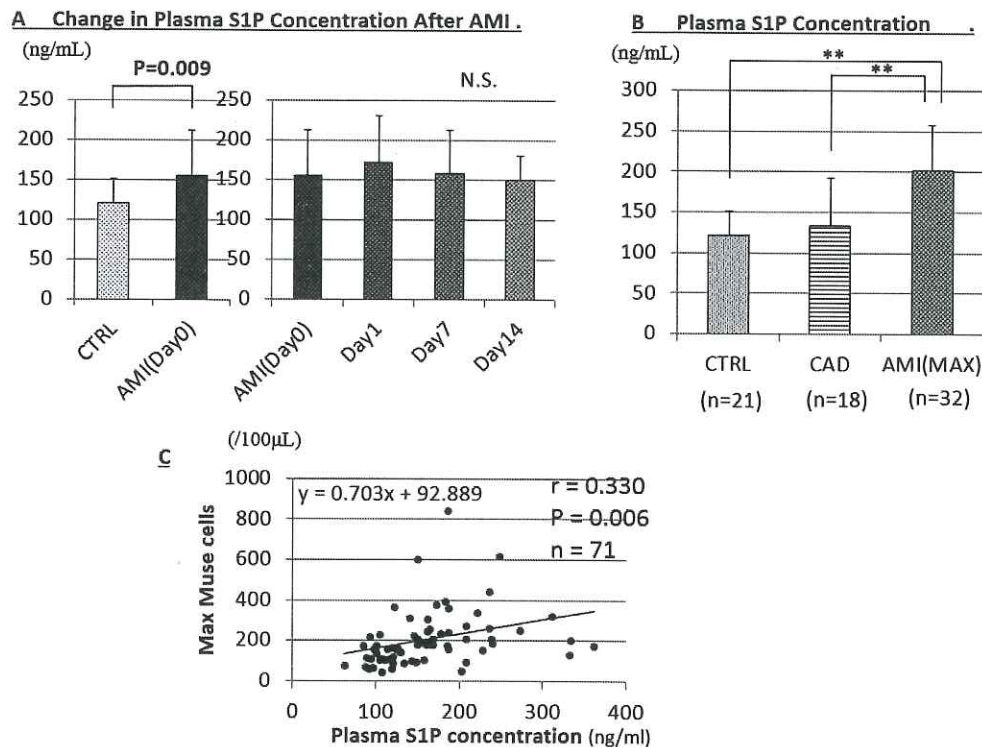 A Change in Plasma S1P Concentration After AMI .
(ng/mL)
P=0.009
N.S.
250
200
150
100
50
0
CTRL
AMI(Day0)
250
200
150
100
50
0
AMI(Day0)
Day1
Day7
Day14
B Plasma S1P Concentration .
(ng/mL)
**
**
300
250
200
150
100
50
0
CTRL CAD AMI(MAX)
(n=21) (n=18) (n=32)
C
(/100μL)
Max Muse cells
1000
800
600
400
200
0
y = 0.703x + 92.889
r = 0.330
P = 0.006
n = 71
0 100 200 300 400
Plasma S1P concentration (ng/ml)